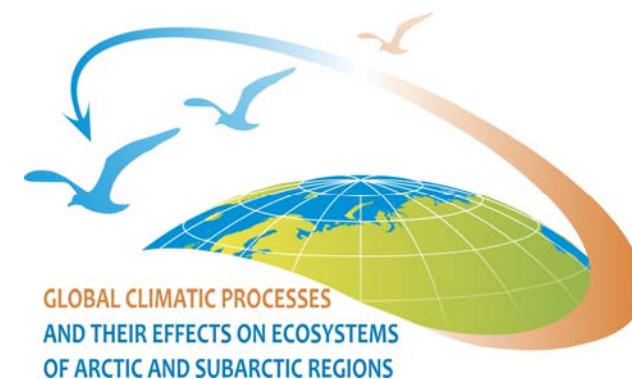 GLOBAL CLIMATIC PROCESSES
AND THEIR EFFECTS ON ECOSYSTEMS
OF ARCTIC AND SUBARCTIC REGIONS